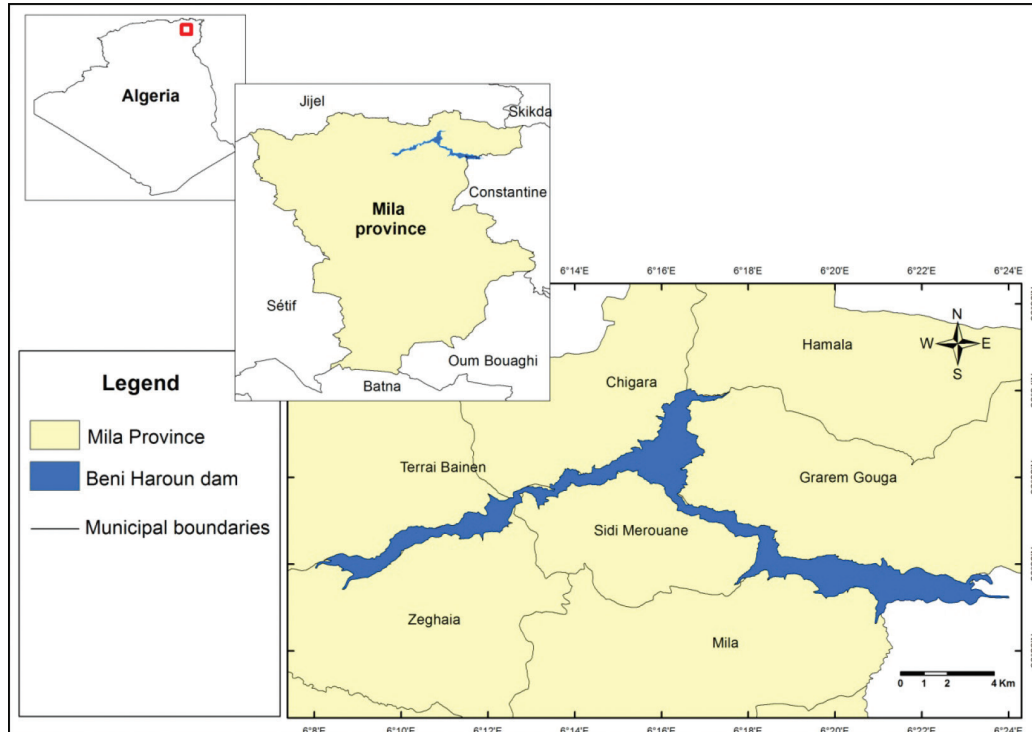 Algeria
Jijel
Skikda
Constantine
Mila
province
Sétif
Oum Bouaghi
Batna
Legend
Mila Province
Beni Haroun dam
Municipal boundaries
6°14'E
6°16'E
6°18'E
6°20'E
6°22'E
6°24'E
N
W
E
S
Hamala
Chigara
Terrai Bainen
Grarem Gouga
Sidi Merouane
Zeghaia
Mila
0 1 2 4 Km
6°8'E
6°10'E
6°12'E
6°14'E
6°16'E
6°18'E
6°20'E
6°22'E
6°24'E